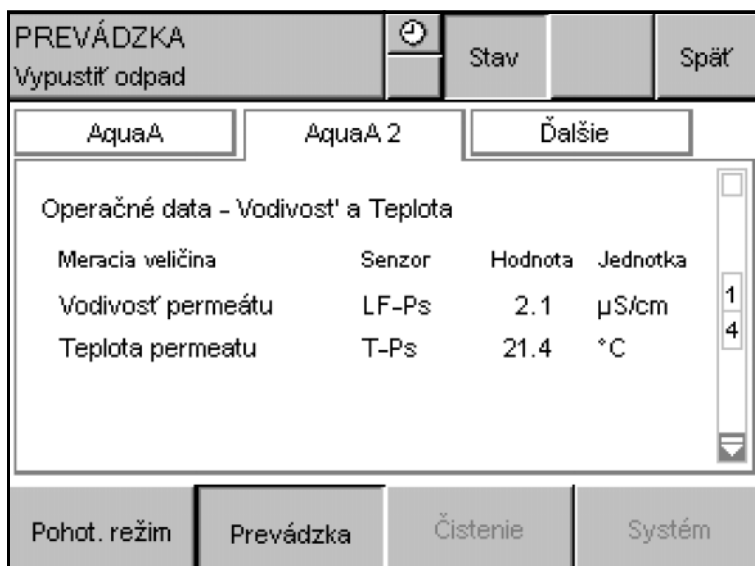 PREVÁDZKA
Vypustiť odpad
Stav
Späť
AquaA
AquaA 2
Ďalšie
Operačné data - Vodivosť a Teplota
Meracia veličina Senzor Hodnota Jednotka
Vodivosť permeátu LF-Ps 2.1 µS/cm
Teplota permeatu T-Ps 21.4 °C
1
4
Pohot. režim
Prevádzka
Čistenie
Systém